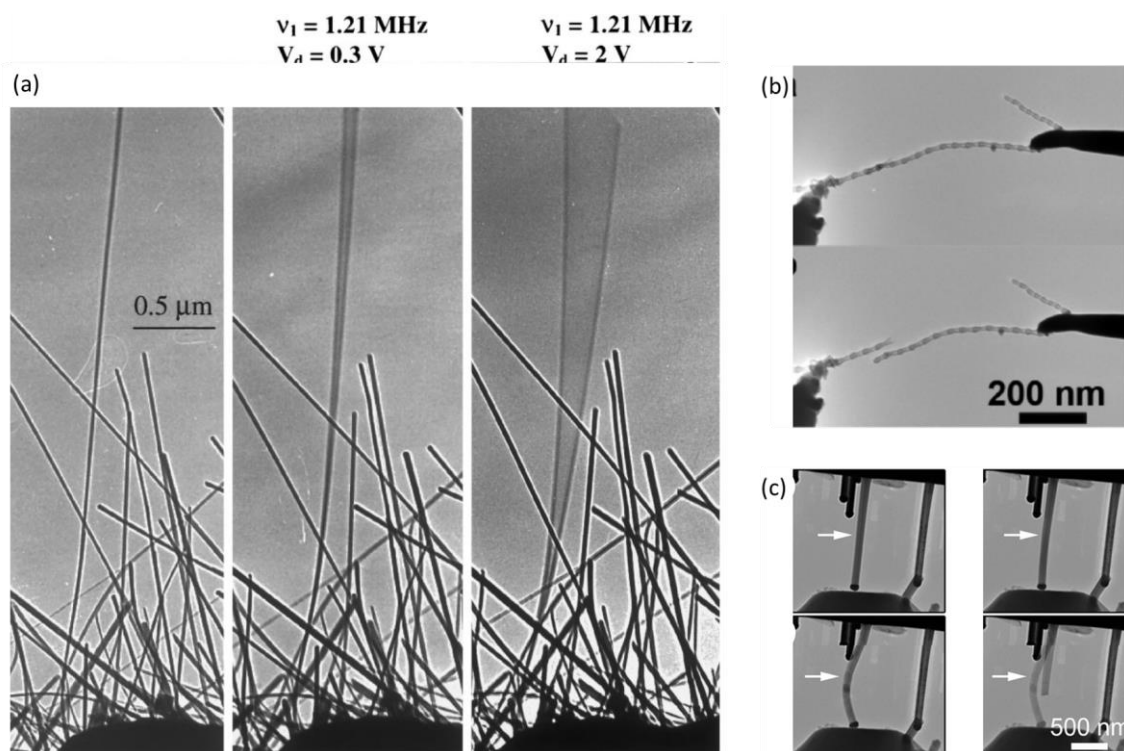 ν₁ = 1.21 MHz
V_d = 0.3 V
ν₁ = 1.21 MHz
V_d = 2 V
(a)
0.5 μm
(b)
200 nm
(c)
500 nm